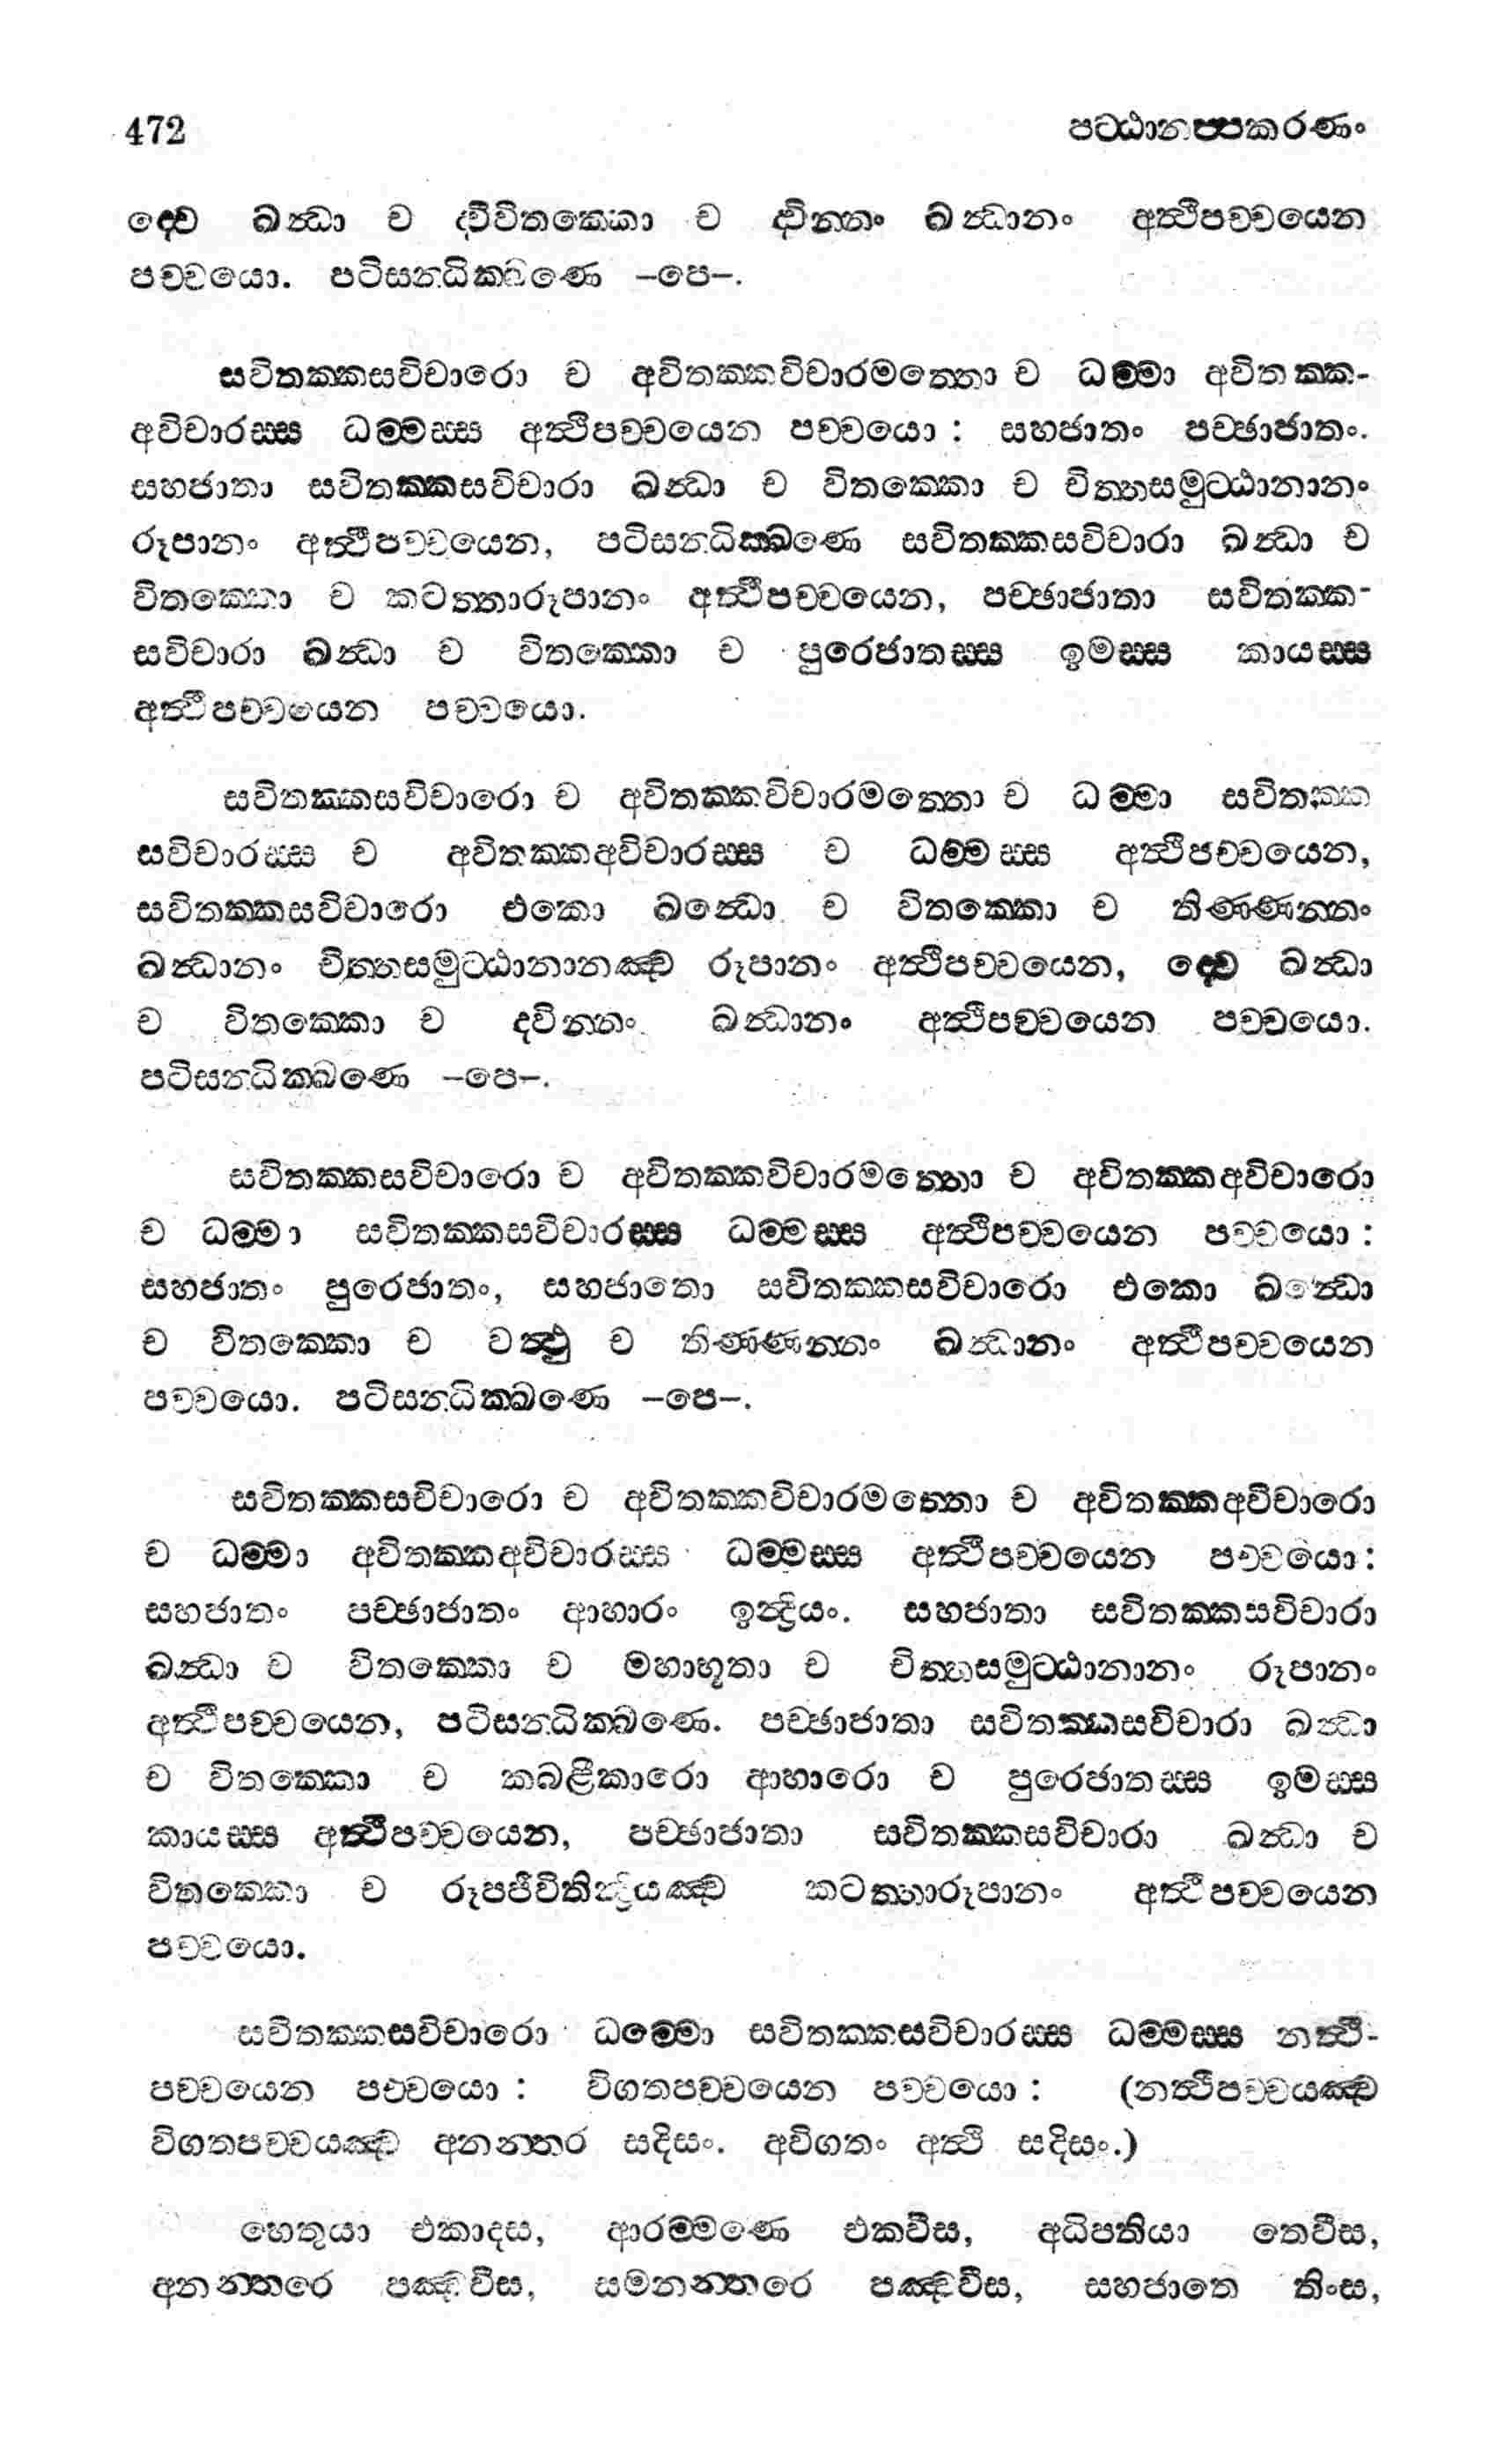 472 පට්ඨානප්පකරණං
ද්වෙ ඛන්ධා ච ද්වීවිතක්කො ච ද්වින්නං ඛන්ධානං අත්ථිපච්චයෙන
පච්චයො. පටිසන්ධික්ඛණෙ –පෙ–.
සවිතක්කසවිචාරො ච අවිතක්කවිචාරමත්තො ච ධම්මා අවිතක්ක-
අවිචාරස්ස ධම්මස්ස අත්ථිපච්චයෙන පච්චයො : සහජාතං පච්ඡාජාතං.
සහජාතා සවිතක්කසවිචාරා ඛන්ධා ච විතක්කො ච චිත්තසමුට්ඨානානං
රූපානං අත්ථිපච්චයෙන, පටිසන්ධික්ඛණෙ සවිතක්කසවිචාරා ඛන්ධා ච
විතක්කො ච කටත්තාරූපානං අත්ථිපච්චයෙන, පච්ඡාජාතා සවිතක්ක-
සවිචාරා ඛන්ධා ච විතක්කො ච පුරෙජාතස්ස ඉමස්ස කායස්ස
අත්ථිපච්චයෙන පච්චයො.
සවිතක්කසවිචාරො ච අවිතක්කවිචාරමත්තො ච ධම්මා සවිතක්ක
සවිචාරස්ස ච අවිතක්කඅවිචාරස්ස ච ධම්මස්ස අත්ථිපච්චයෙන,
සවිතක්කසවිචාරො එකො ඛන්ධො ච විතක්කො ච තිණ්ණන්නං
ඛන්ධානං චිත්තසමුට්ඨානානඤ්ච රූපානං අත්ථිපච්චයෙන, ද්වෙ ඛන්ධා
ච විතක්කො ච දවින්නං ඛන්ධානං අත්ථිපච්චයෙන පච්චයො.
පටිසන්ධික්ඛණෙ –පෙ–.
සවිතක්කසවිචාරො ච අවිතක්කවිචාරමත්තො ච අවිතක්කඅවිචාරො
ච ධම්මා සවිතක්කසවිචාරස්ස ධම්මස්ස අත්ථිපච්චයෙන පච්චයො :
සහජාතං පුරෙජාතං, සහජාතො සවිතක්කසවිචාරො එකො ඛන්ධො
ච විතක්කො ච වත්ථු ච තිණ්ණන්නං ඛන්ධානං අත්ථිපච්චයෙන
පච්චයො. පටිසන්ධික්ඛණෙ –පෙ–.
සවිතක්කසවිචාරො ච අවිතක්කවිචාරමත්තො ච අවිතක්කඅවිචාරො
ච ධම්මා අවිතක්කඅවිචාරස්ස ධම්මස්ස අත්ථිපච්චයෙන පච්චයො :
සහජාතං පච්ඡාජාතං ආහාරං ඉන්ද්‍රියං. සහජාතා සවිතක්කසවිචාරා
ඛන්ධා ච විතක්කො ච මහාභූතා ච චිත්තසමුට්ඨානානං රූපානං
අත්ථිපච්චයෙන, පටිසන්ධික්ඛණෙ. පච්ඡාජාතා සවිතක්කසවිචාරා ඛන්ධා
ච විතක්කො ච කබළීකාරො ආහාරො ච පුරෙජාතස්ස ඉමස්ස
කායස්ස අත්ථිපච්චයෙන, පච්ඡාජාතා සවිතක්කසවිචාරා ඛන්ධා ච
විතක්කො ච රූපජීවිතින්ද්‍රියඤ්ච කටත්තාරූපානං අත්ථිපච්චයෙන
පච්චයො.
සවිතක්කසවිචාරො ධම්මො සවිතක්කසවිචාරස්ස ධම්මස්ස නත්ථි-
පච්චයෙන පච්චයො : විගතපච්චයෙන පච්චයො : (නත්ථිපච්චයඤ්ච
විගතපච්චයඤ්ච අනන්තර සදිසං. අවිගතං අත්ථි සදිසං.)
හෙතුයා එකාදස, ආරම්මණෙ එකවීස, අධිපතියා තෙවීස,
අනන්තරෙ පඤ්චවීස, සමනන්තරෙ පඤ්චවීස, සහජාතෙ තිංස,